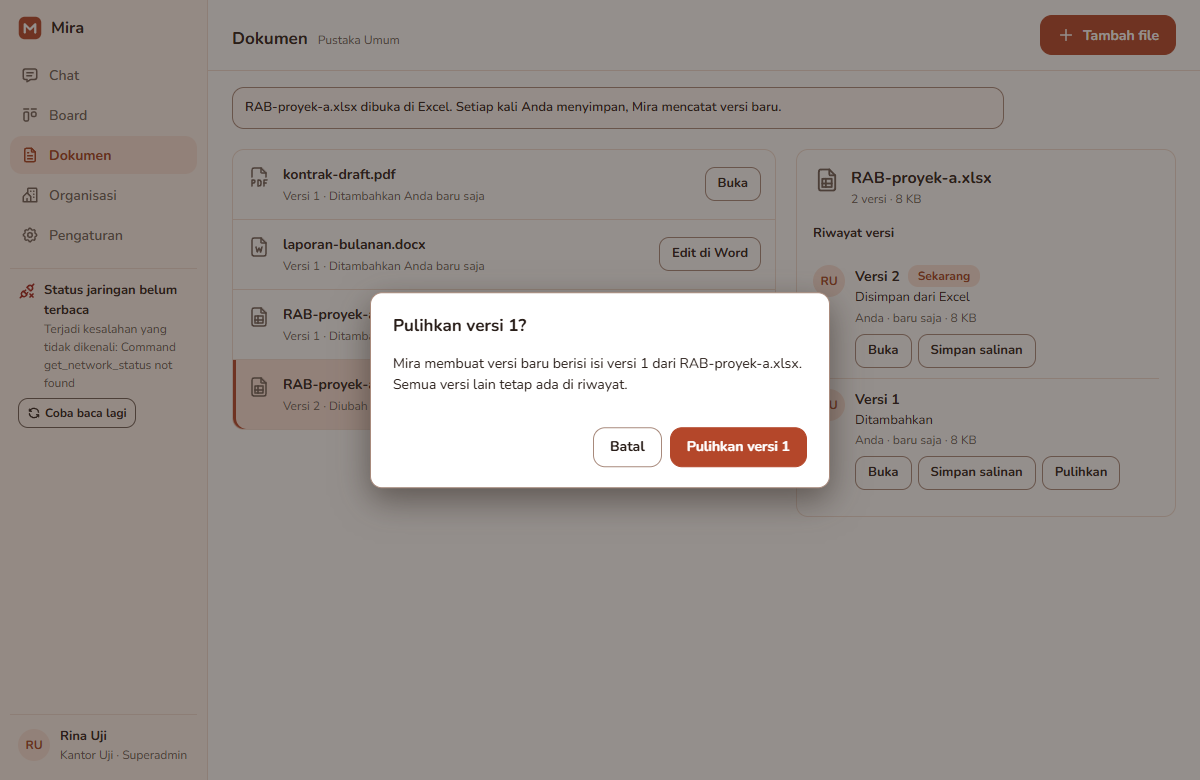 Mira
Chat
Board
Dokumen
Organisasi
Pengaturan
Status jaringan belum
terbaca
Terjadi kesalahan yang
tidak dikenali: Command
get_network_status not
found
Coba baca lagi
RU
Rina Uji
Kantor Uji · Superadmin
Dokumen Pustaka Umum
Tambah file
RAB-proyek-a.xlsx dibuka di Excel. Setiap kali Anda menyimpan, Mira mencatat versi baru.
PDF
kontrak-draft.pdf
Versi 1 · Ditambahkan Anda baru saja
Buka
laporan-bulanan.docx
Versi 1 · Ditambahkan Anda baru saja
Edit di Word
RAB-proyek-
Versi 1 · Ditamb
RAB-proyek-
Versi 2 · Diubah
Pulihkan versi 1?
Mira membuat versi baru berisi isi versi 1 dari RAB-proyek-a.xlsx.
Semua versi lain tetap ada di riwayat.
Batal
Pulihkan versi 1
RAB-proyek-a.xlsx
2 versi · 8 KB
Riwayat versi
RU
Versi 2 Sekarang
Disimpan dari Excel
Anda · baru saja · 8 KB
Buka
Simpan salinan
U
Versi 1
Ditambahkan
Anda · baru saja · 8 KB
Buka
Simpan salinan
Pulihkan